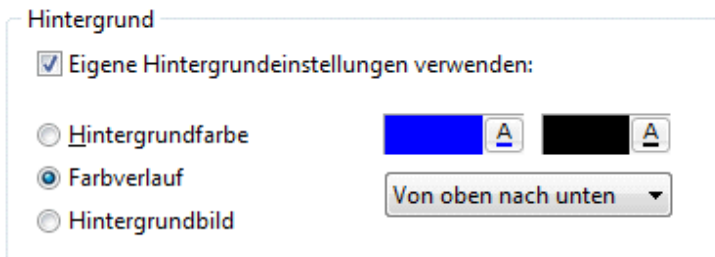 Hintergrund
Eigene Hintergrundeinstellungen verwenden:
Hintergrundfarbe A A
Farbverlauf
Von oben nach unten
Hintergrundbild